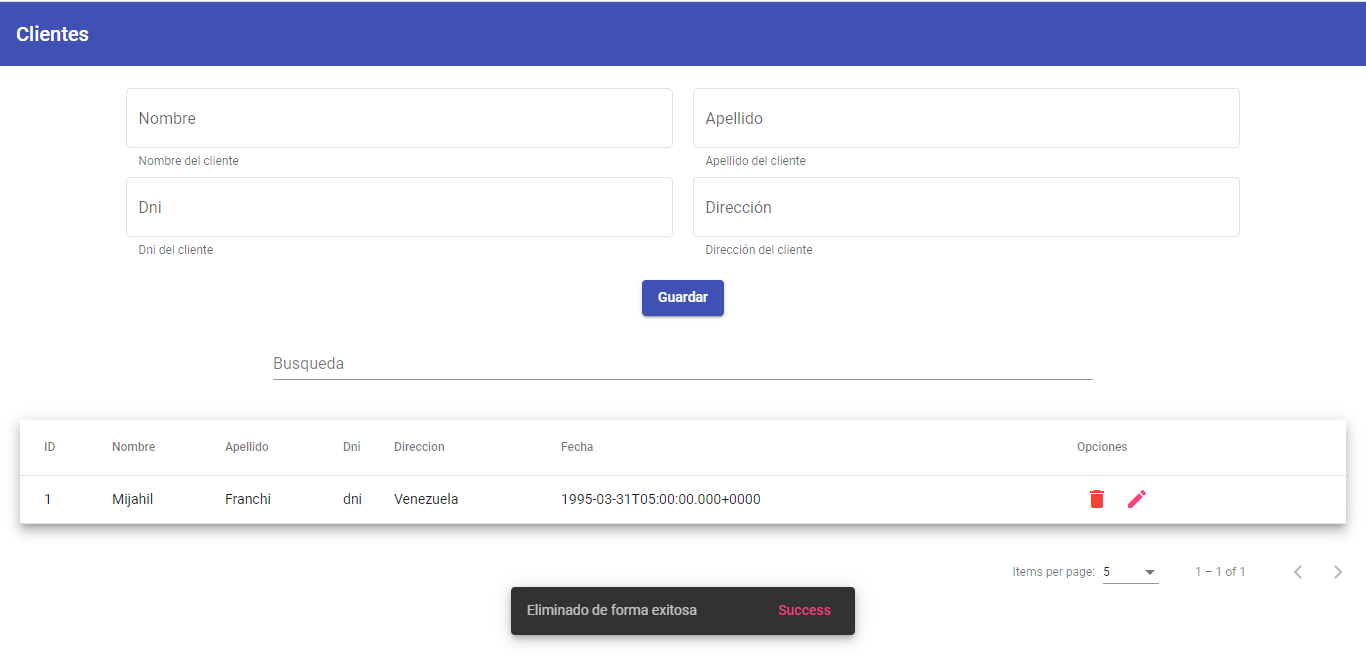 Clientes
Nombre
Apellido
Nombre del cliente
Apellido del cliente
Dni
Dirección
Dni del cliente
Dirección del cliente
Guardar
Busqueda
ID Nombre Apellido Dni Direccion Fecha Opciones
1 Mijahil Franchi dni Venezuela 1995-03-31T05:00:00.000+0000
Items per page: 5 1 – 1 of 1
Eliminado de forma exitosa Success